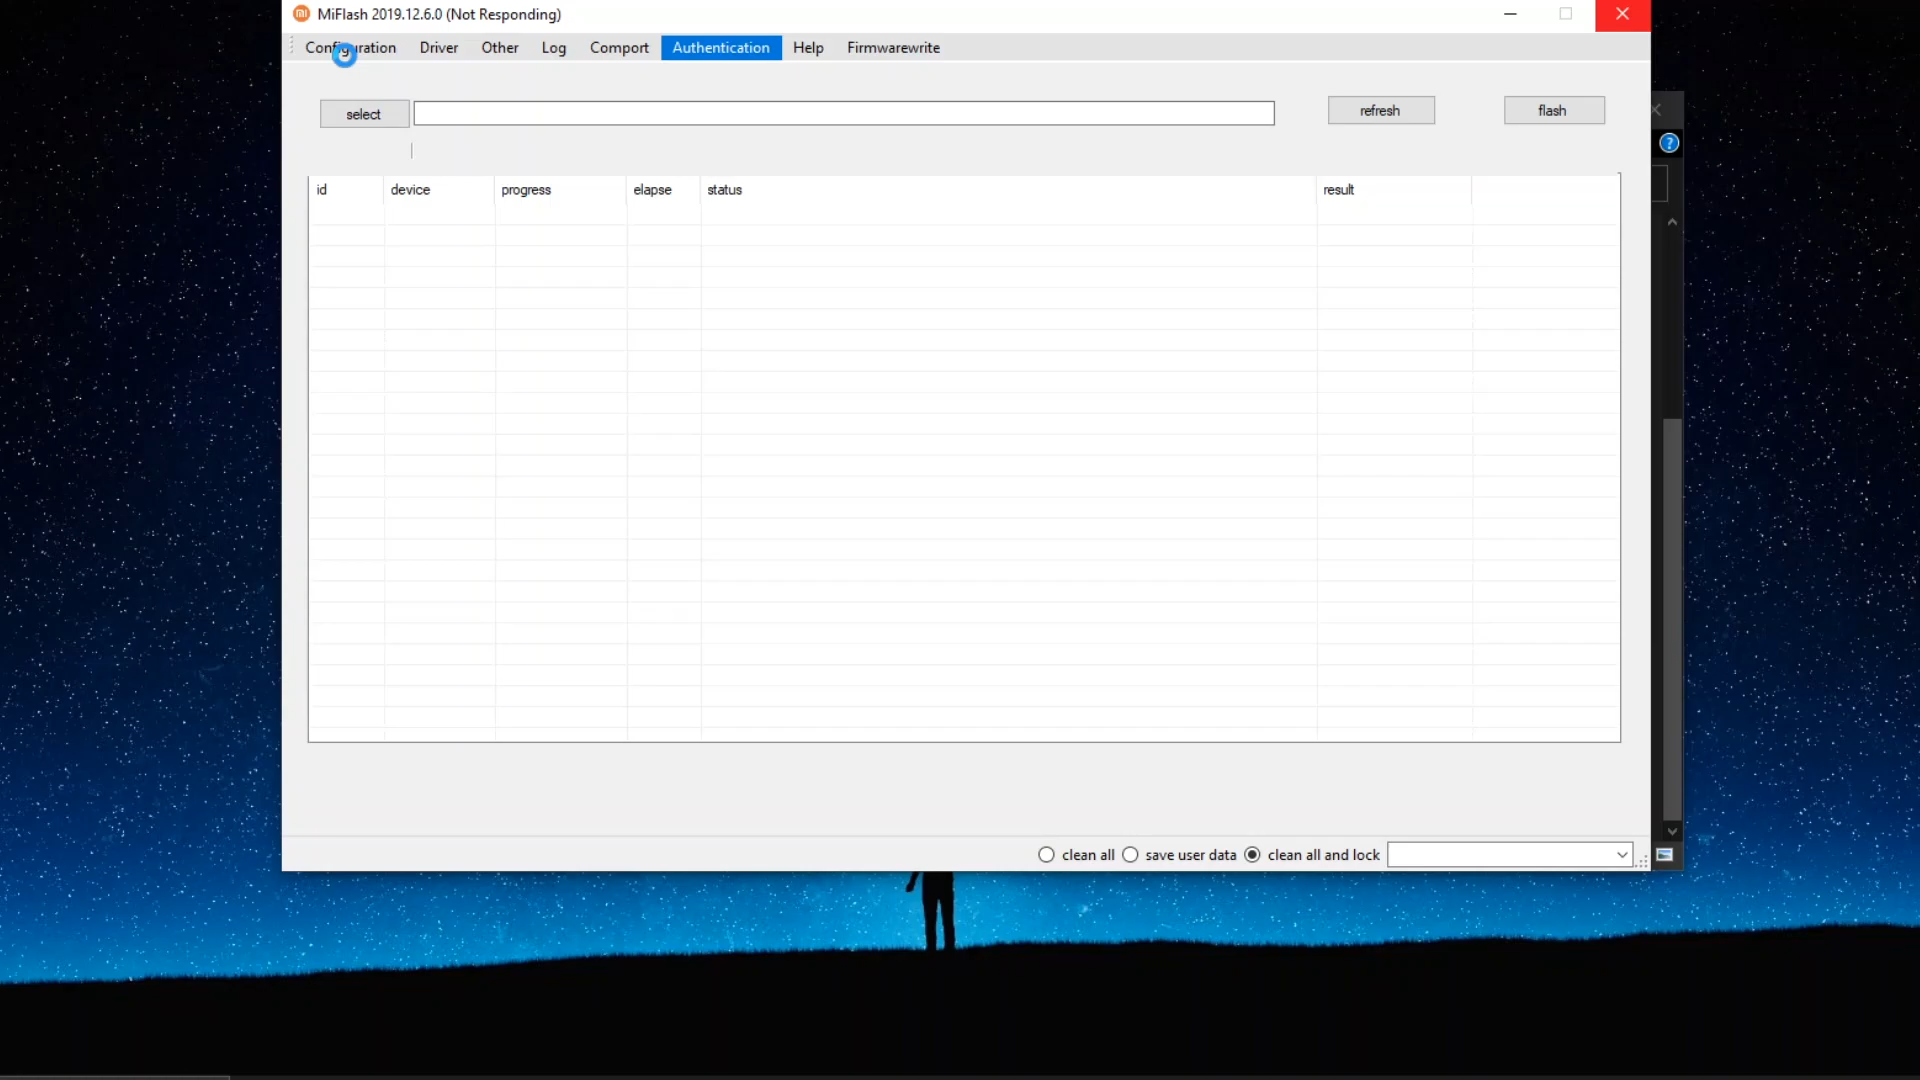 MiFlash 2019.12.6.0 (Not Responding)
Configuration Driver Other Log Comport Authentication Help Firmwarewrite
select refresh flash
id device progress elapse status result
clean all save user data clean all and lock